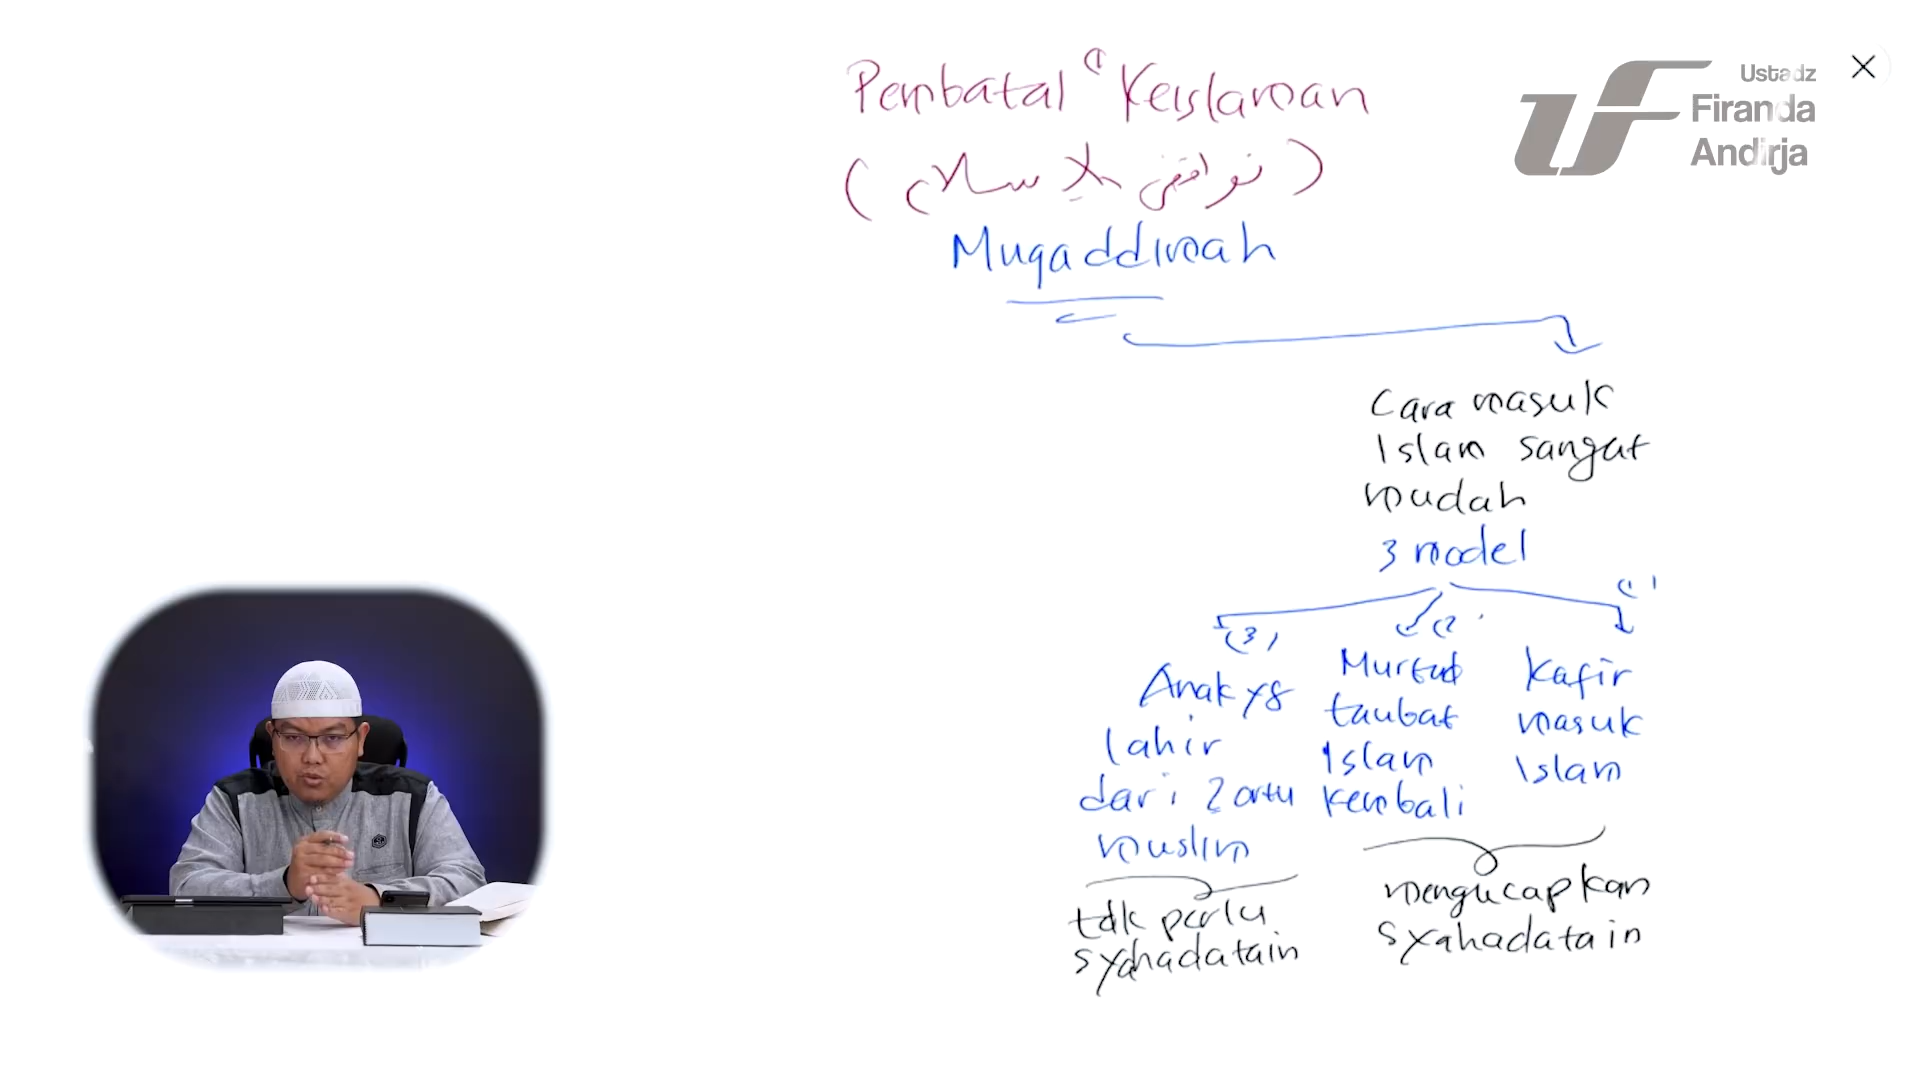 Pembatal² Keislaman
(نواقض الإسلام)
Muqaddimah
Ustadz
Firanda
Andirja
Cara masuk
Islam sangat
mudah
3 model
(1)
Kafir
masuk
Islam
(2)
Murtad
taubat
Islam
kembali
mengucapkan
syahadatain
(3)
Anak yg
lahir
dari 2 ortu
muslim
tdk perlu
syahadatain